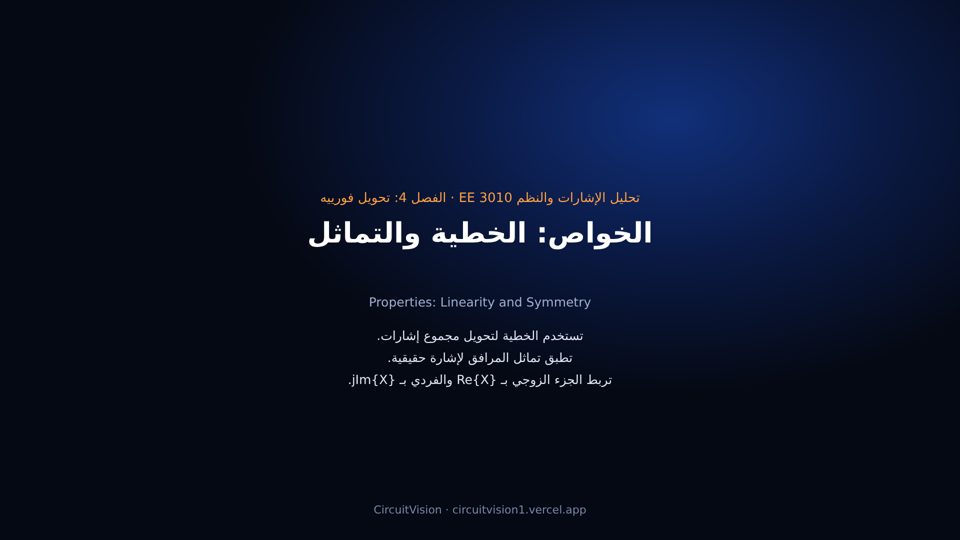 تحليل الإشارات والنظم EE 3010 · الفصل 4: تحويل فورييه
الخواص: الخطية والتماثل
Properties: Linearity and Symmetry
تستخدم الخطية لتحويل مجموع إشارات.
تطبق تماثل المرافق لإشارة حقيقية.
تربط الجزء الزوجي بـ Re{X} والفردي بـ jIm{X}.
CircuitVision · circuitvision1.vercel.app